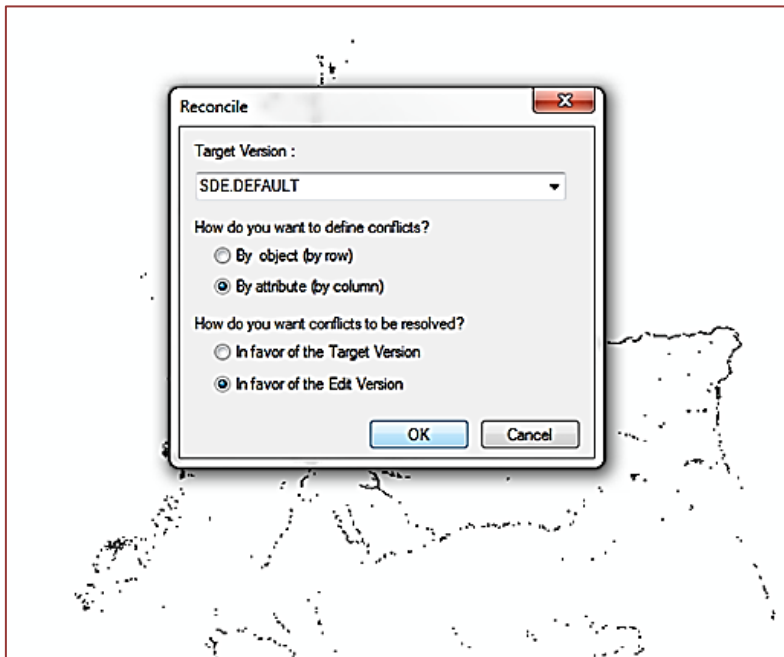 Reconcile
Target Version :
SDE.DEFAULT
How do you want to define conflicts?
By object (by row)
By attribute (by column)
How do you want conflicts to be resolved?
In favor of the Target Version
In favor of the Edit Version
OK
Cancel